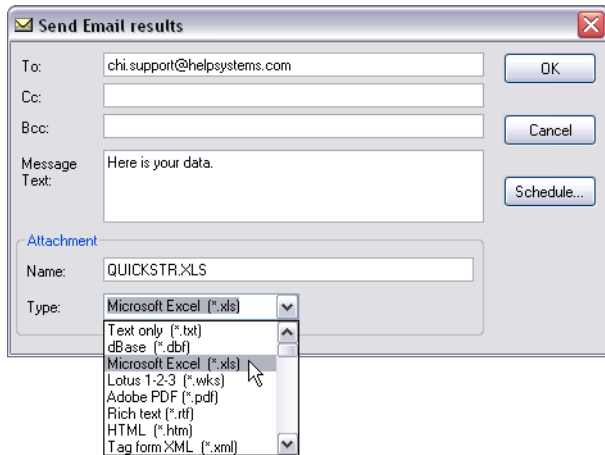 Send Email results
To: chi.support@helpsystems.com
OK
Cc:
Bcc:
Cancel
Message Text: Here is your data.
Schedule...
Attachment
Name: QUICKSTR.XLS
Type: Microsoft Excel (*.xls)
Text only (*.txt)
dBase (*.dbf)
Microsoft Excel (*.xls)
Lotus 1-2-3 (*.wks)
Adobe PDF (*.pdf)
Rich text (*.rtf)
HTML (*.htm)
Tag form XML (*.xml)